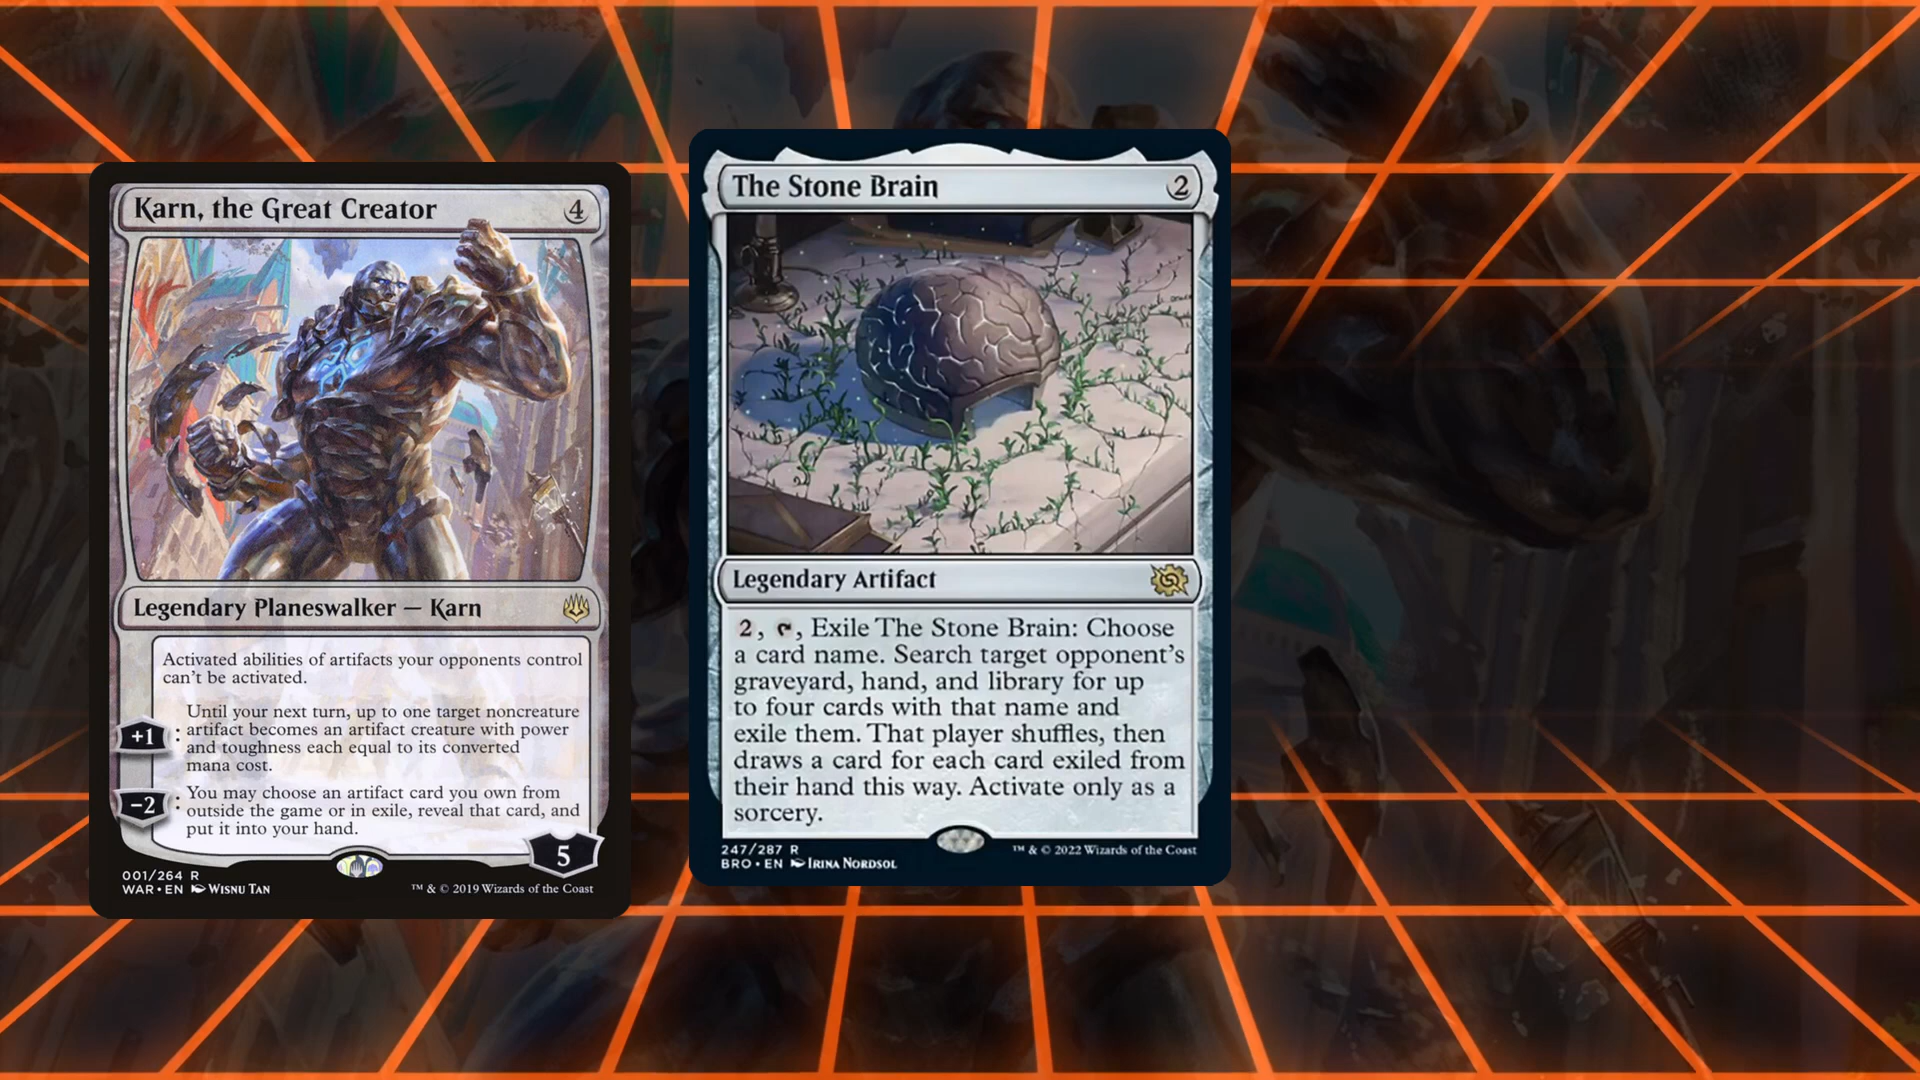 Karn, the Great Creator 4
Legendary Planeswalker — Karn
Activated abilities of artifacts your opponents control
can't be activated.
+1 : Until your next turn, up to one target noncreature
artifact becomes an artifact creature with power
and toughness each equal to its converted
mana cost.
−2 : You may choose an artifact card you own from
outside the game or in exile, reveal that card, and
put it into your hand.
5
001/264 R
WAR • EN Wisnu Tan
™ & © 2019 Wizards of the Coast
The Stone Brain 2
Legendary Artifact
2, , Exile The Stone Brain: Choose
a card name. Search target opponent's
graveyard, hand, and library for up
to four cards with that name and
exile them. That player shuffles, then
draws a card for each card exiled from
their hand this way. Activate only as a
sorcery.
247/287 R
BRO • EN Irina Nordsol
™ & © 2022 Wizards of the Coast